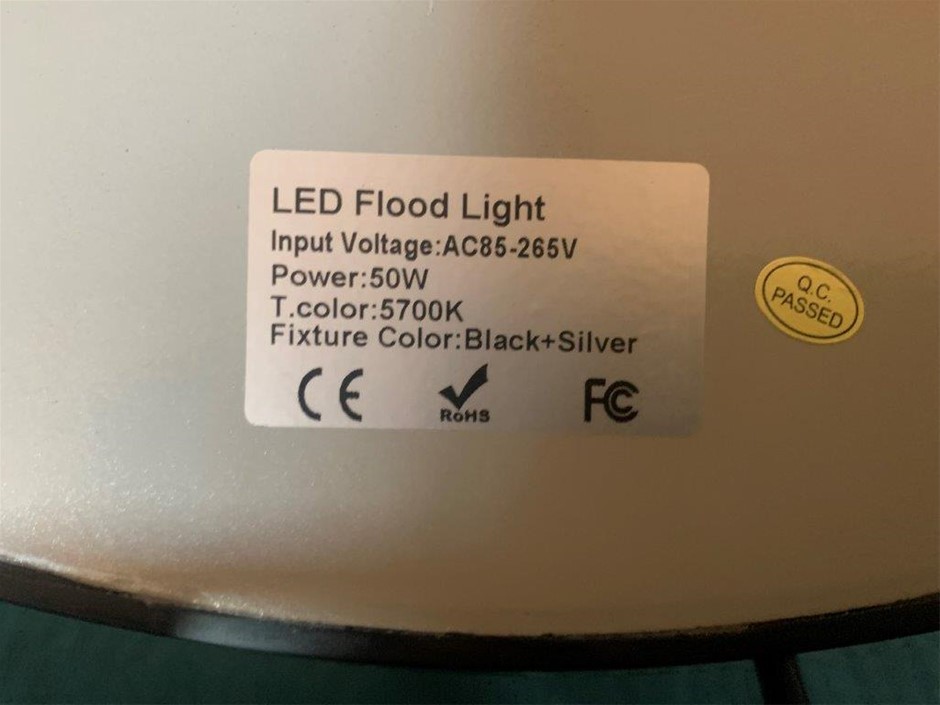 LED Flood Light
Input Voltage:AC85-265V
Power:50W
T.color:5700K
Fixture Color:Black+Silver
CE
RoHS
FC
Q.C.
PASSED